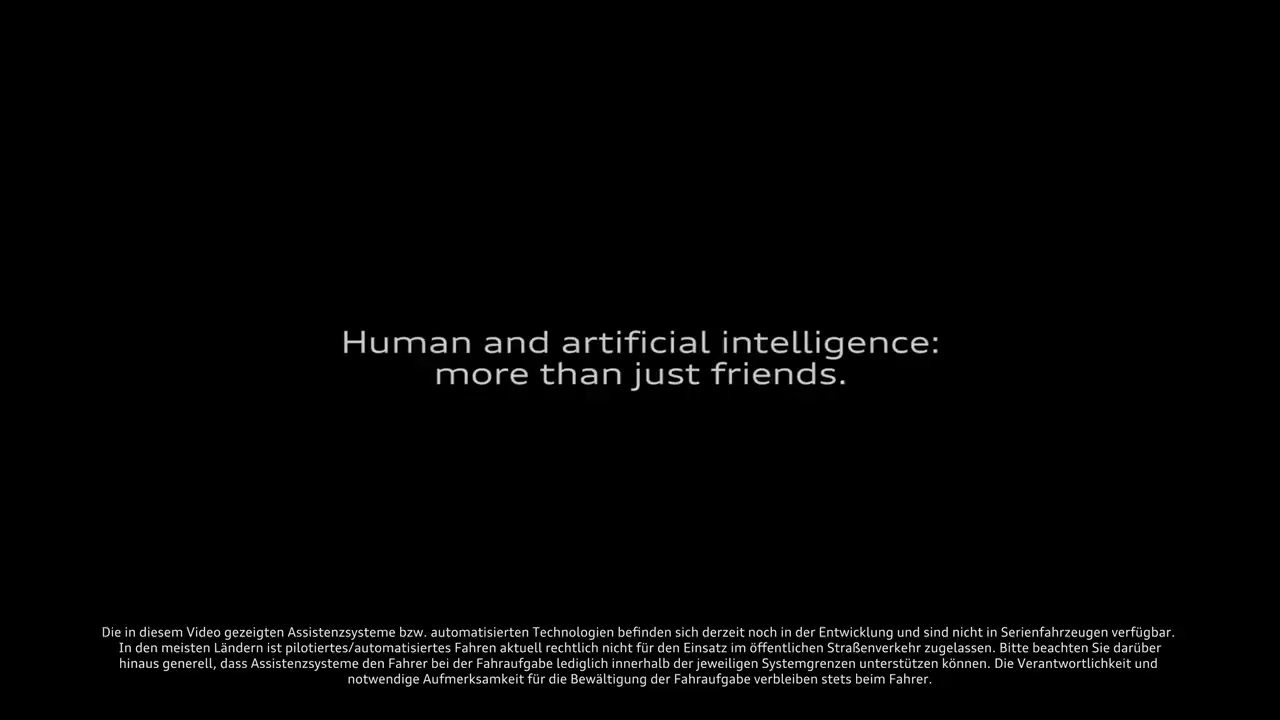 Human and artificial intelligence:
more than just friends.
Die in diesem Video gezeigten Assistenzsysteme bzw. automatisierten Technologien befinden sich derzeit noch in der Entwicklung und sind nicht in Serienfahrzeugen verfügbar.
In den meisten Ländern ist pilotiertes/automatisiertes Fahren aktuell rechtlich nicht für den Einsatz im öffentlichen Straßenverkehr zugelassen. Bitte beachten Sie darüber
hinaus generell, dass Assistenzsysteme den Fahrer bei der Fahraufgabe lediglich innerhalb der jeweiligen Systemgrenzen unterstützen können. Die Verantwortlichkeit und
notwendige Aufmerksamkeit für die Bewältigung der Fahraufgabe verbleiben stets beim Fahrer.